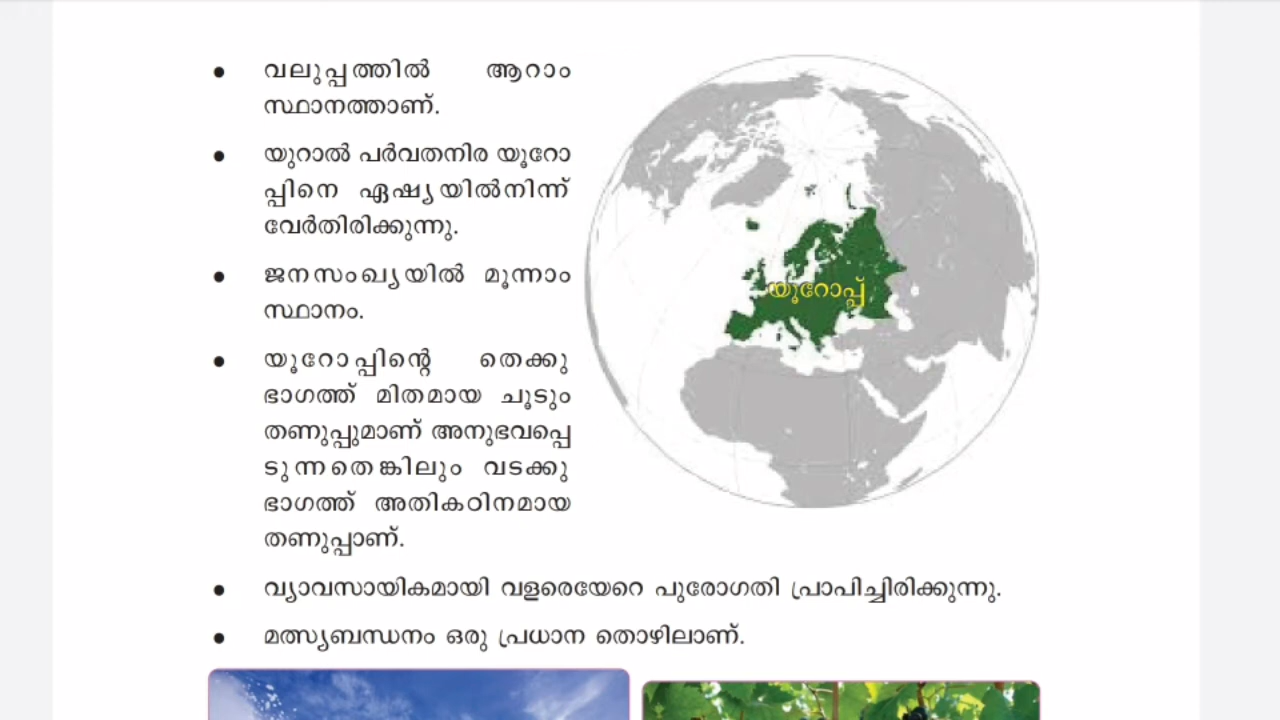 • വലുപ്പത്തിൽ ആറാം
സ്ഥാനത്താണ്.
• യുറാൽ പർവതനിര യൂറോ
പ്പിനെ ഏഷ്യയിൽനിന്ന്
വേർതിരിക്കുന്നു.
• ജനസംഖ്യയിൽ മൂന്നാം
സ്ഥാനം.
• യൂറോപ്പിന്റെ തെക്കു
ഭാഗത്ത് മിതമായ ചൂടും
തണുപ്പുമാണ് അനുഭവപ്പെ
ടുന്നതെങ്കിലും വടക്കു
ഭാഗത്ത് അതികഠിനമായ
തണുപ്പാണ്.
• വ്യാവസായികമായി വളരെയേറെ പുരോഗതി പ്രാപിച്ചിരിക്കുന്നു.
• മത്സ്യബന്ധനം ഒരു പ്രധാന തൊഴിലാണ്.
യൂറോപ്പ്